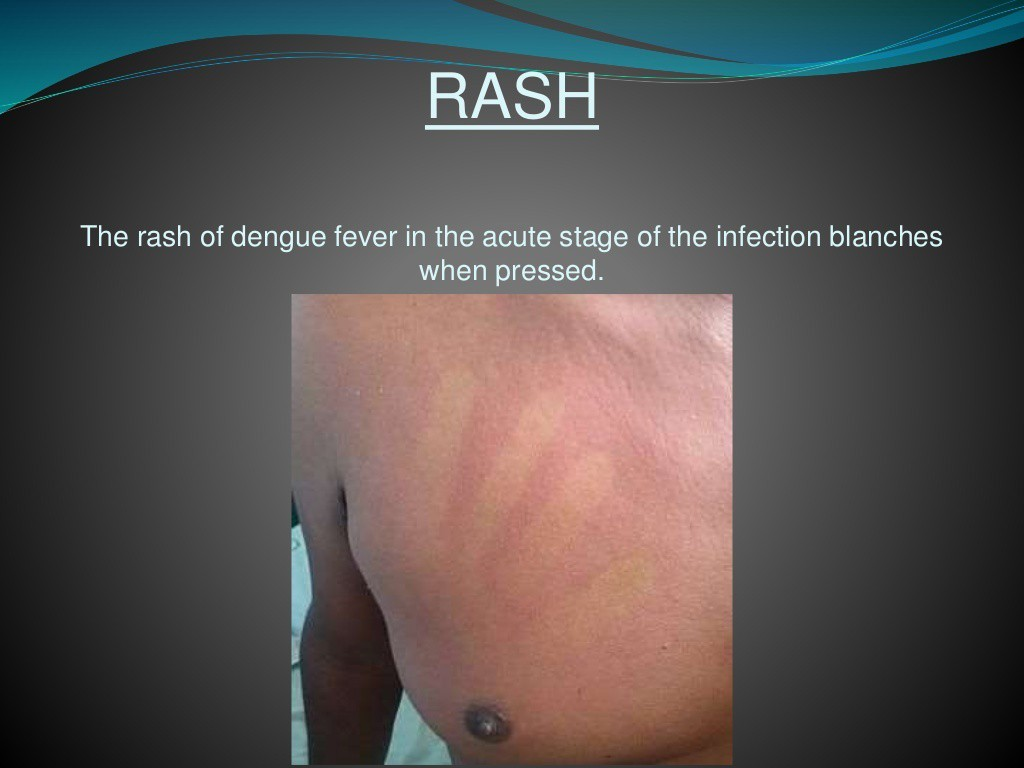 RASH
The rash of dengue fever in the acute stage of the infection blanches
when pressed.